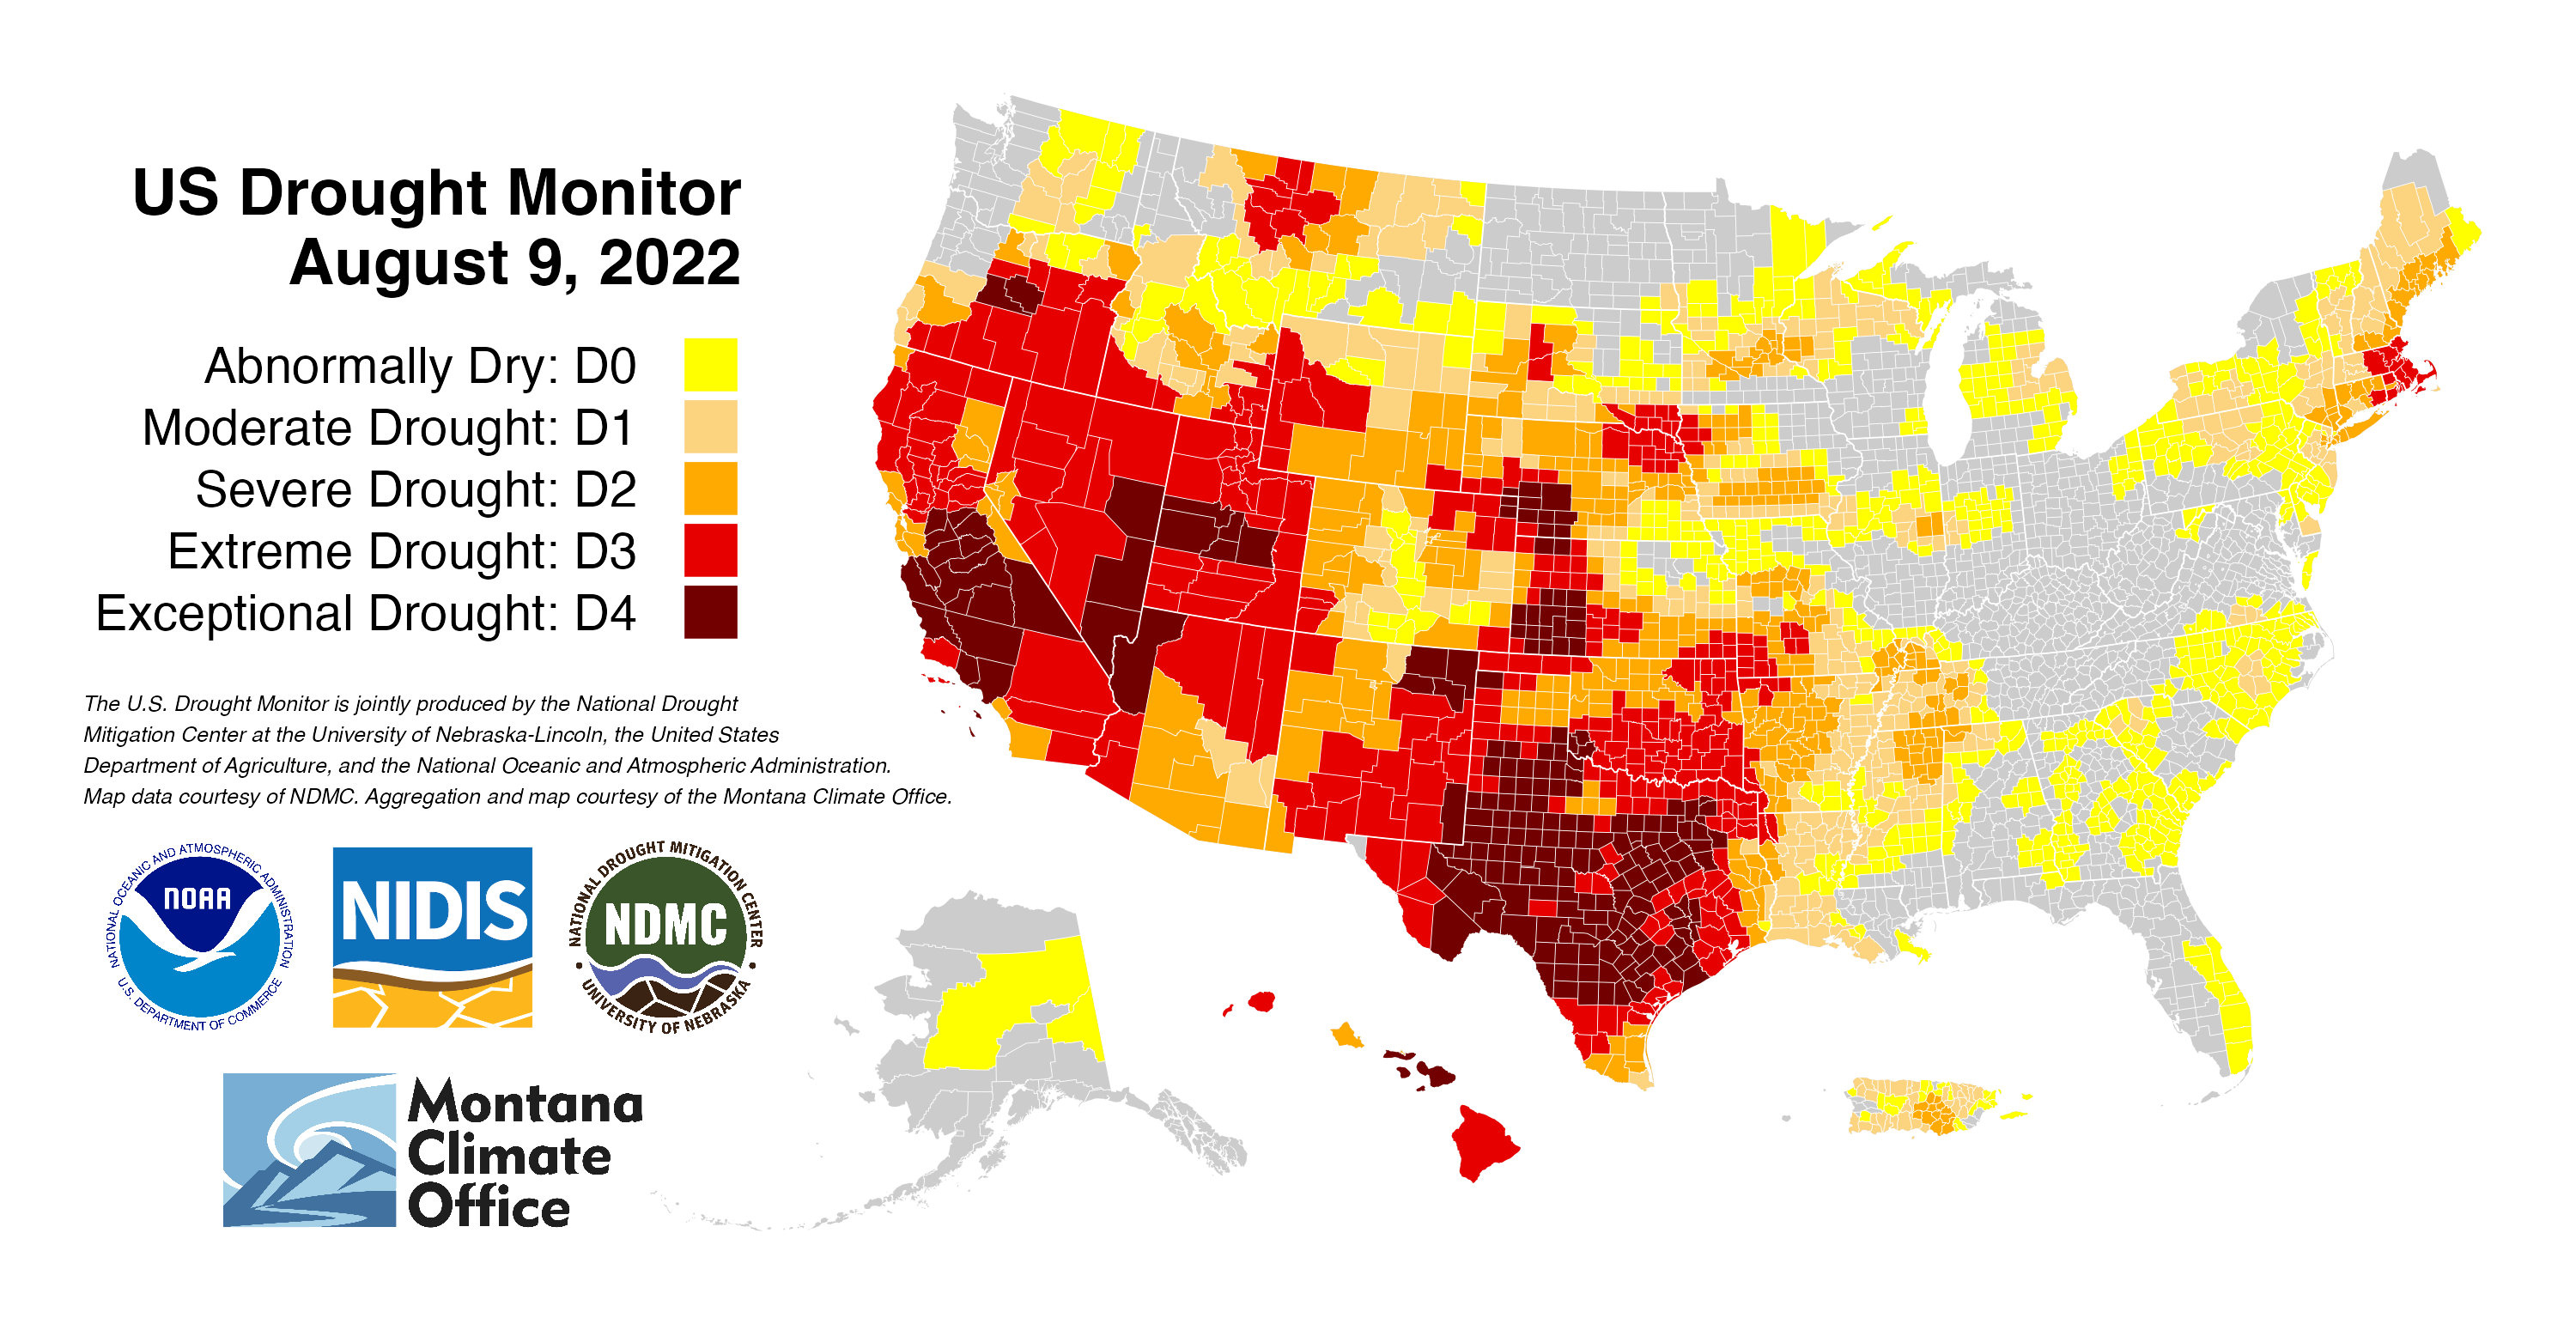 US Drought Monitor
August 9, 2022
Abnormally Dry: D0
Moderate Drought: D1
Severe Drought: D2
Extreme Drought: D3
Exceptional Drought: D4
The U.S. Drought Monitor is jointly produced by the National Drought
Mitigation Center at the University of Nebraska-Lincoln, the United States
Department of Agriculture, and the National Oceanic and Atmospheric Administration.
Map data courtesy of NDMC. Aggregation and map courtesy of the Montana Climate Office.
NATIONAL OCEANIC AND ATMOSPHERIC ADMINISTRATION
NOAA
U.S. DEPARTMENT OF COMMERCE
NIDIS
NATIONAL DROUGHT MITIGATION CENTER
NDMC
UNIVERSITY OF NEBRASKA
Montana
Climate
Office